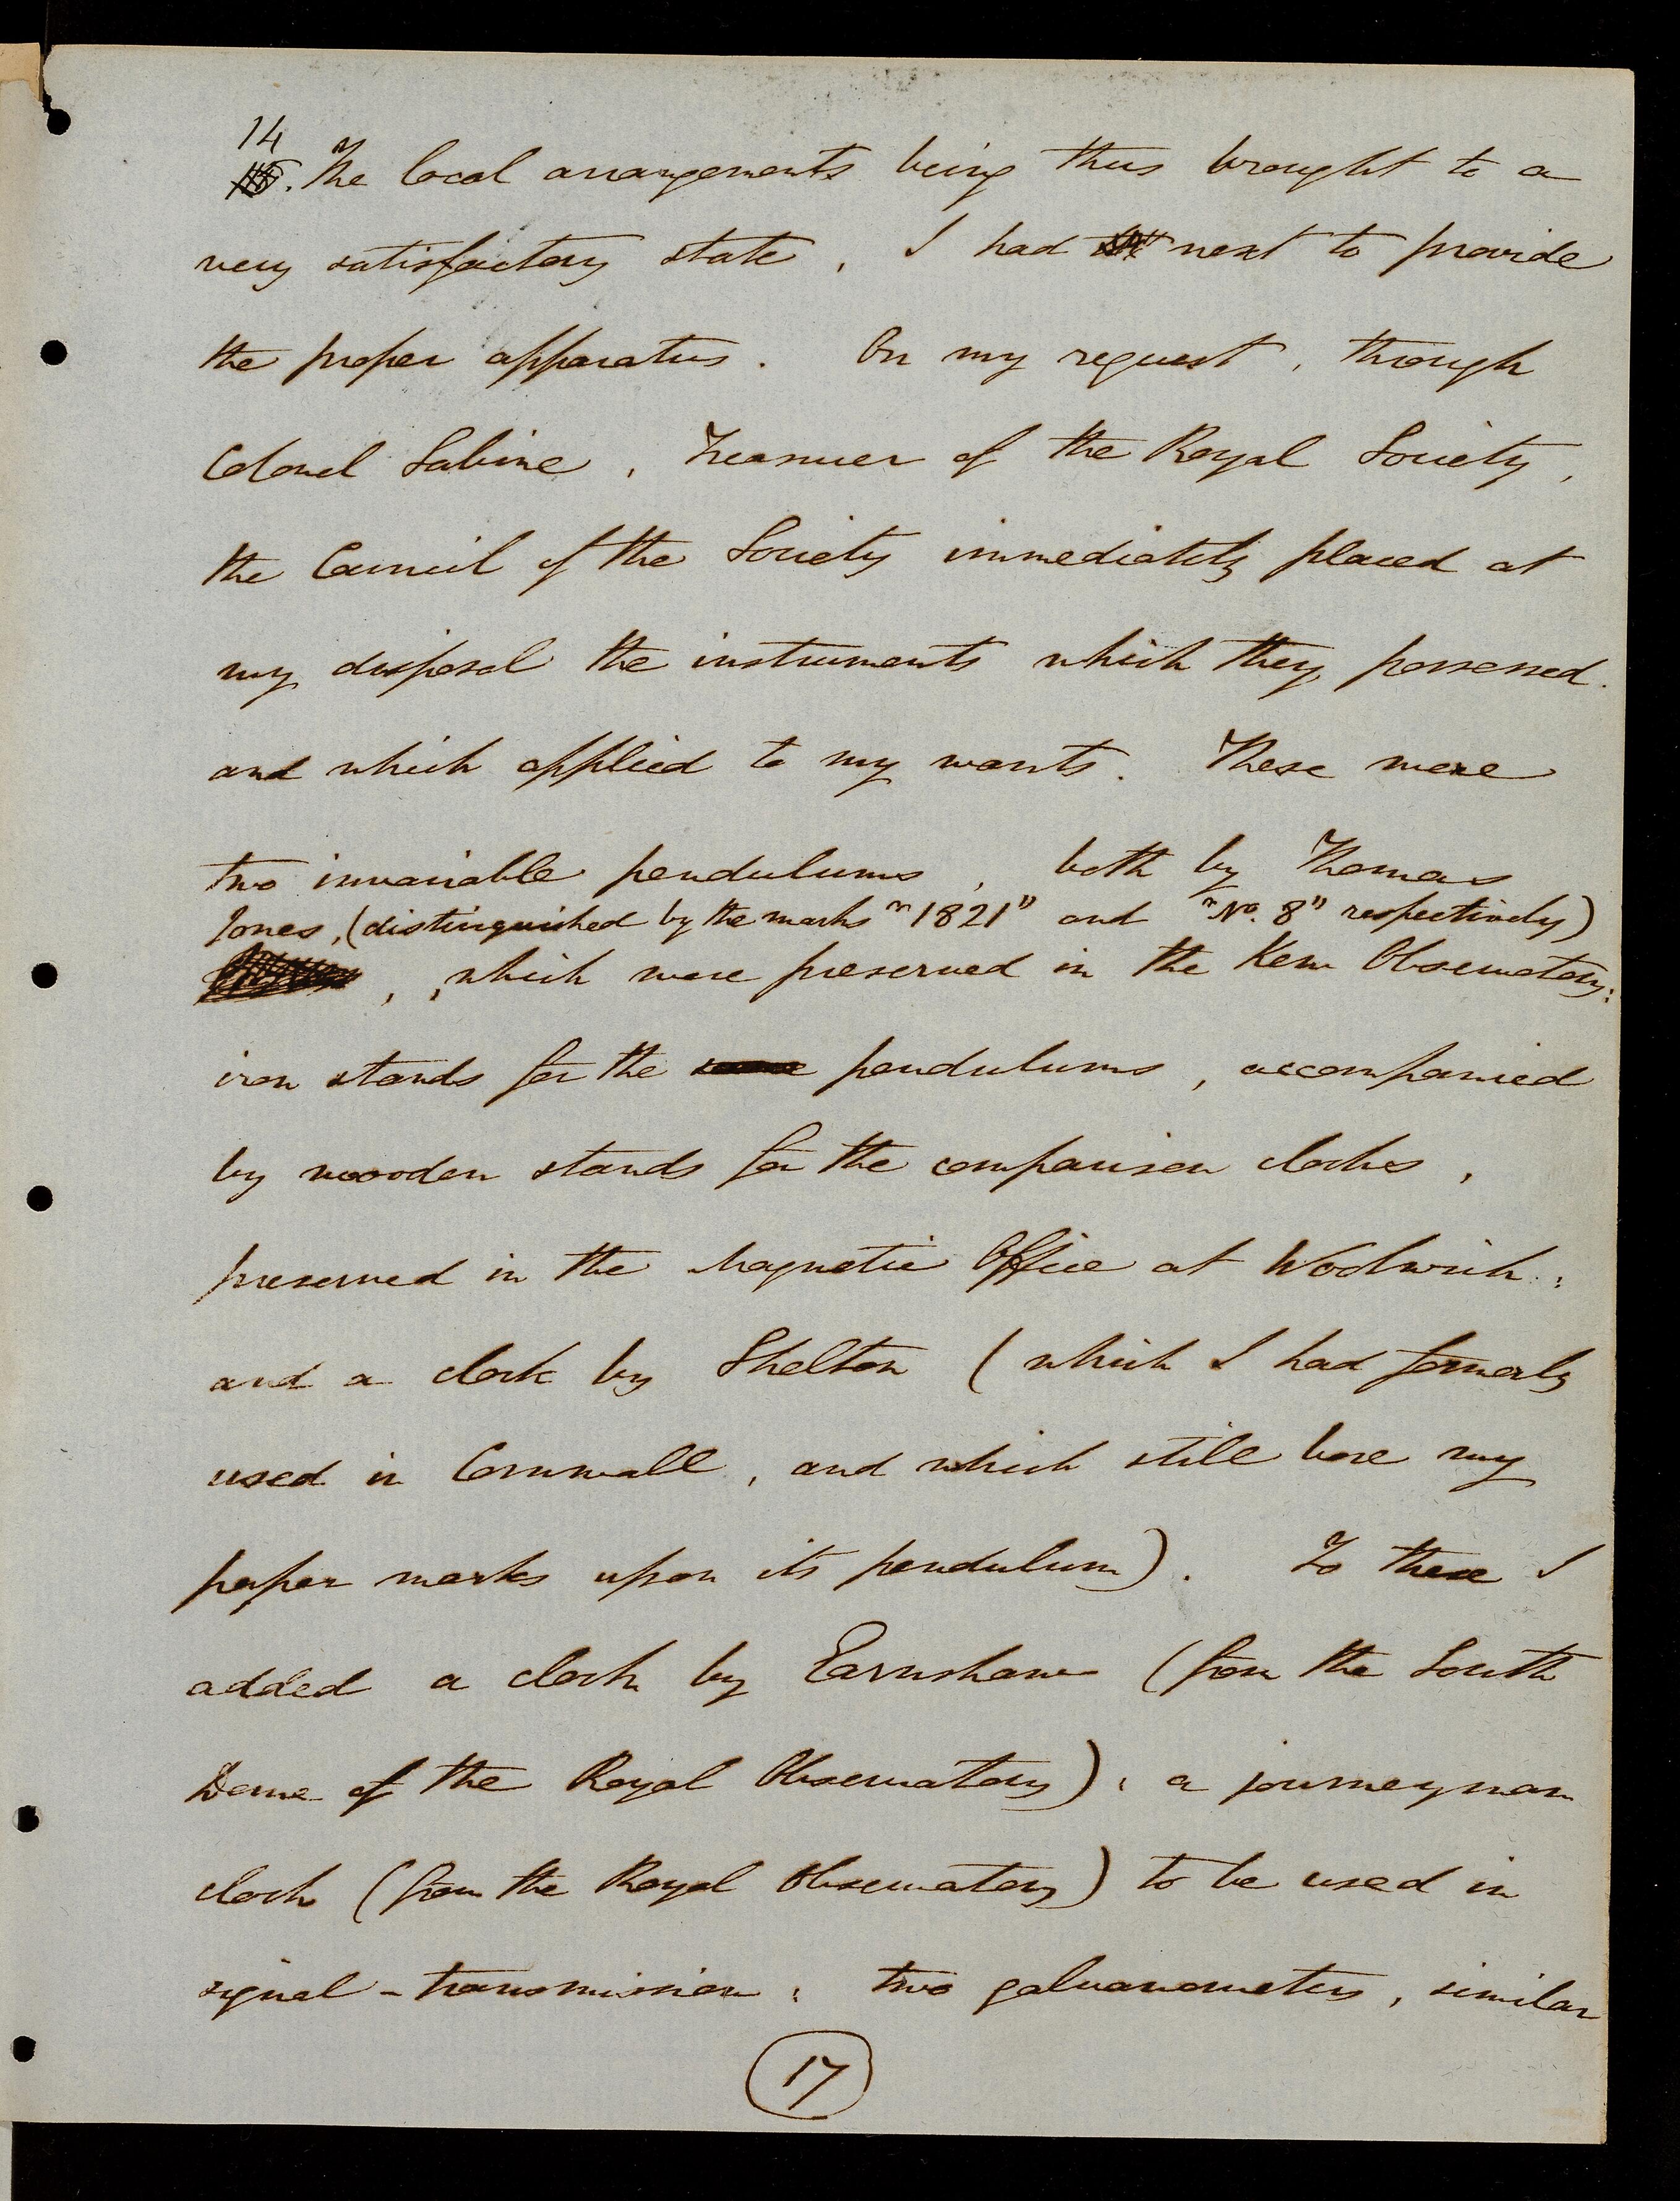 14
The local arrangements being thus brought to a
very satisfactory state, I had next to provide
the proper apparatus. On my request, through
Colonel Sabine, Treasurer of the Royal Society,
the Council of the Society immediately placed at
my disposal the instruments which they possessed
and which applied to my wants. These were
two invariable pendulums, both by Thomas
Jones, (distinguished by the marks "1821" and "No. 8" respectively)
, which were preserved in the Kew Observatory:
iron stands for the pendulums, accompanied
by wooden stands for the comparison clocks,
preserved in the Magnetic Office at Woolwich:
and a clock by Shelton (which I had formerly
used in Cornwall, and which still bore my
paper marks upon its pendulum). To these I
added a clock by Earnshaw (from the South
Dome of the Royal Observatory): a journeyman
clock (from the Royal Observatory) to be used in
signal-transmission: two galvanometers, similar
17